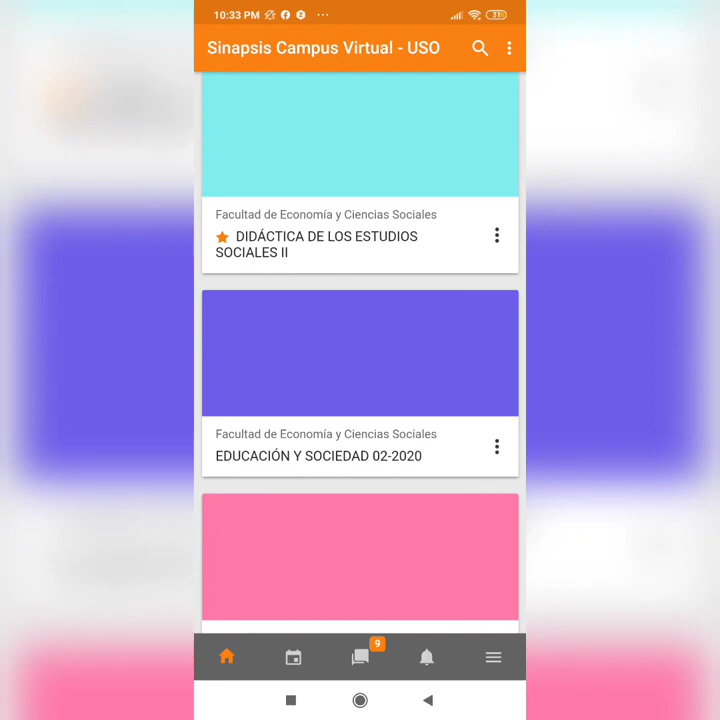 10:33 PM
31
Sinapsis Campus Virtual - USO
Facultad de Economía y Ciencias Sociales
DIDÁCTICA DE LOS ESTUDIOS
SOCIALES II
Facultad de Economía y Ciencias Sociales
EDUCACIÓN Y SOCIEDAD 02-2020
9